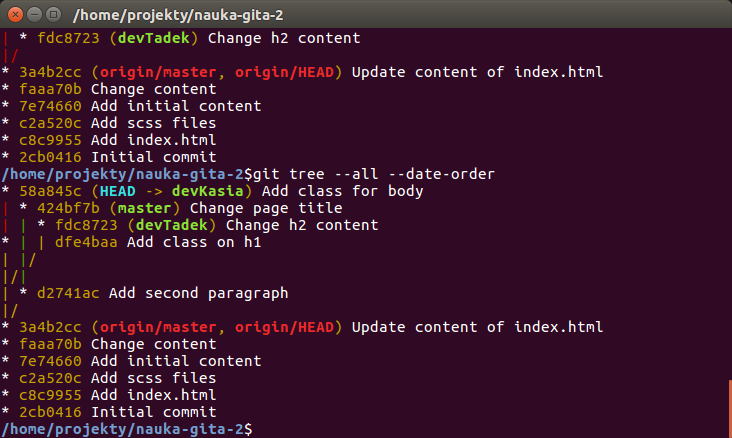 /home/projekty/nauka-gita-2
| * fdc8723 (devTadek) Change h2 content
|/
* 3a4b2cc (origin/master, origin/HEAD) Update content of index.html
* faaa70b Change content
* 7e74660 Add initial content
* c2a520c Add scss files
* c8c9955 Add index.html
* 2cb0416 Initial commit
/home/projekty/nauka-gita-2$git tree --all --date-order
* 58a845c (HEAD -> devKasia) Add class for body
| * 424bf7b (master) Change page title
| | * fdc8723 (devTadek) Change h2 content
* | | dfe4baa Add class on h1
| |/
|/|
| * d2741ac Add second paragraph
|/
* 3a4b2cc (origin/master, origin/HEAD) Update content of index.html
* faaa70b Change content
* 7e74660 Add initial content
* c2a520c Add scss files
* c8c9955 Add index.html
* 2cb0416 Initial commit
/home/projekty/nauka-gita-2$